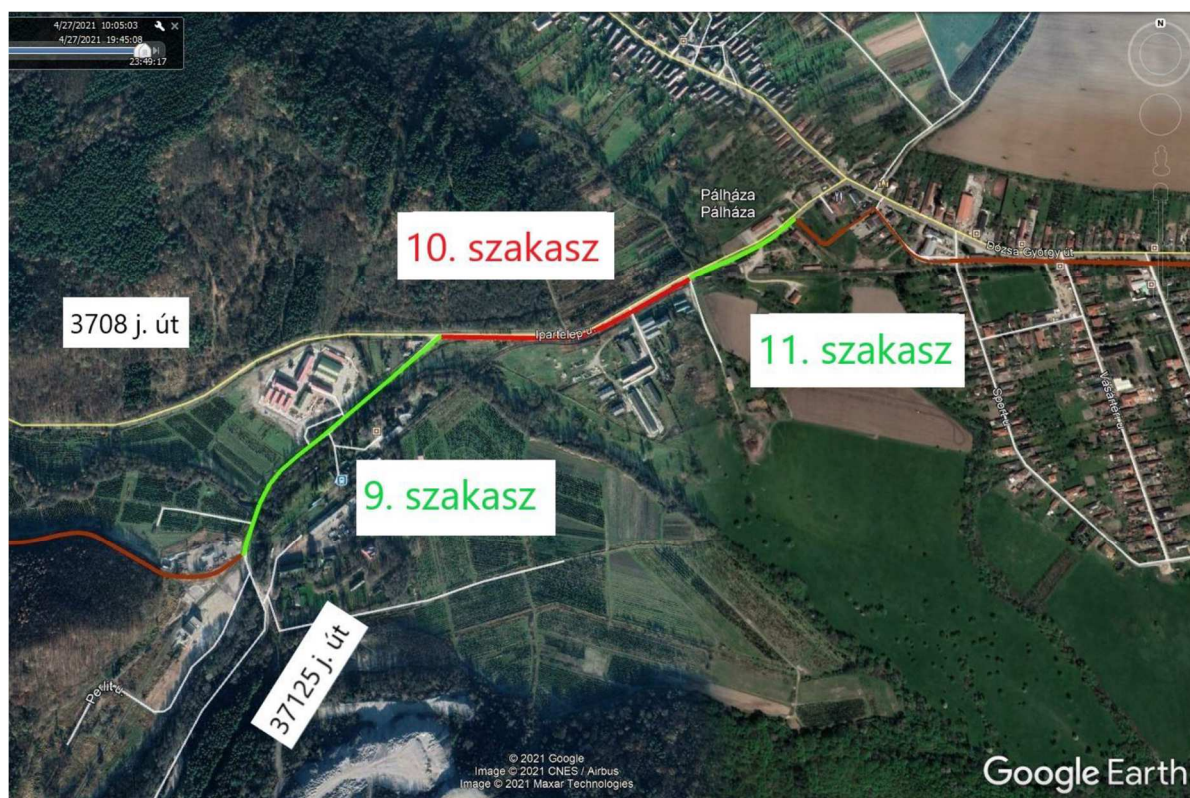 4/27/2021 10:05:03
4/27/2021 19:45:08
23:49:17
N
Pálháza
Pálháza
10. szakasz
Dózsa György út.
3708 j. út
Ipartelep u.
11. szakasz
Sport u.
Vásártér u.
9. szakasz
37125 j. út
Perlit u.
© 2021 Google
Image © 2021 CNES / Airbus
Image © 2021 Maxar Technologies
Google Earth